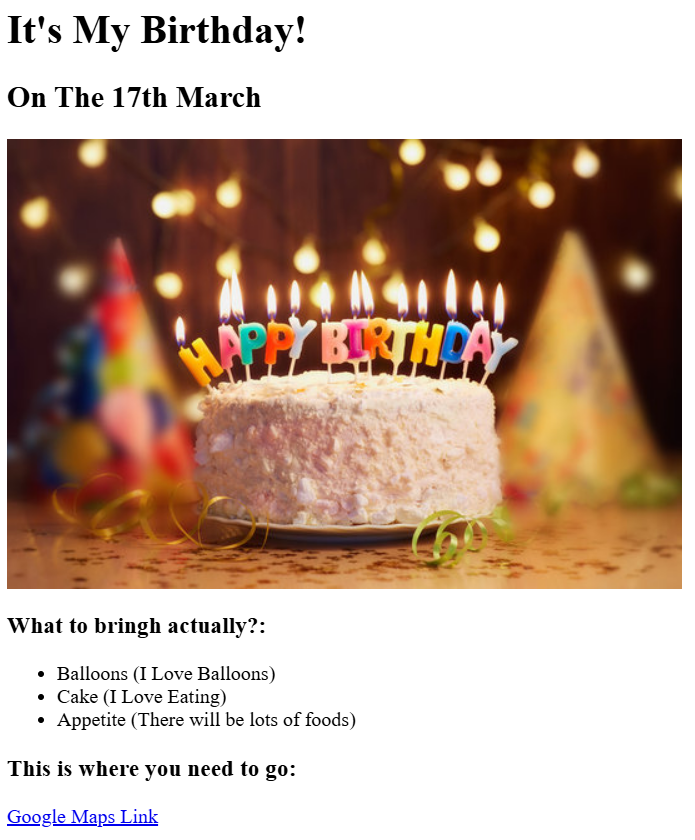 It's My Birthday!
On The 17th March
HAPPY BIRTHDAY
What to bringh actually?:
Balloons (I Love Balloons)
Cake (I Love Eating)
Appetite (There will be lots of foods)
This is where you need to go:
Google Maps Link